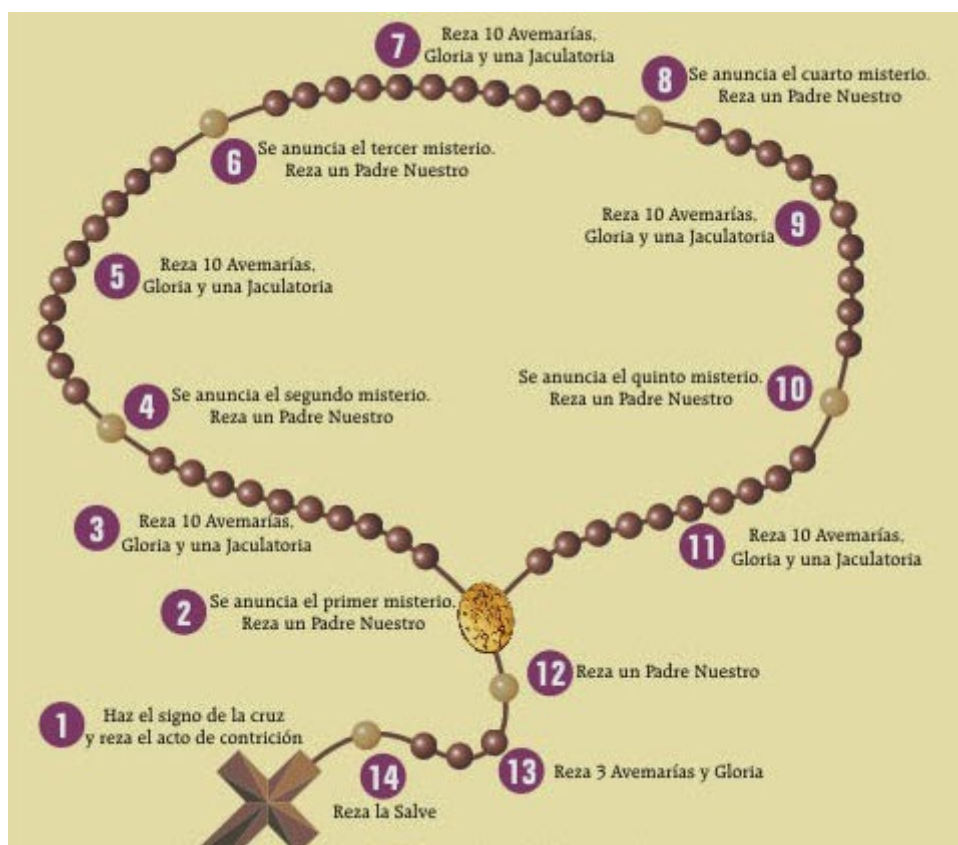 1
Haz el signo de la cruz
y reza el acto de contrición
2
Se anuncia el primer misterio.
Reza un Padre Nuestro
3
Reza 10 Avemarías,
Gloria y una Jaculatoria
4
Se anuncia el segundo misterio.
Reza un Padre Nuestro
5
Reza 10 Avemarías,
Gloria y una Jaculatoria
6
Se anuncia el tercer misterio.
Reza un Padre Nuestro
7
Reza 10 Avemarías,
Gloria y una Jaculatoria
8
Se anuncia el cuarto misterio.
Reza un Padre Nuestro
9
Reza 10 Avemarías,
Gloria y una Jaculatoria
10
Se anuncia el quinto misterio.
Reza un Padre Nuestro
11
Reza 10 Avemarías,
Gloria y una Jaculatoria
12
Reza un Padre Nuestro
13
Reza 3 Avemarías y Gloria
14
Reza la Salve